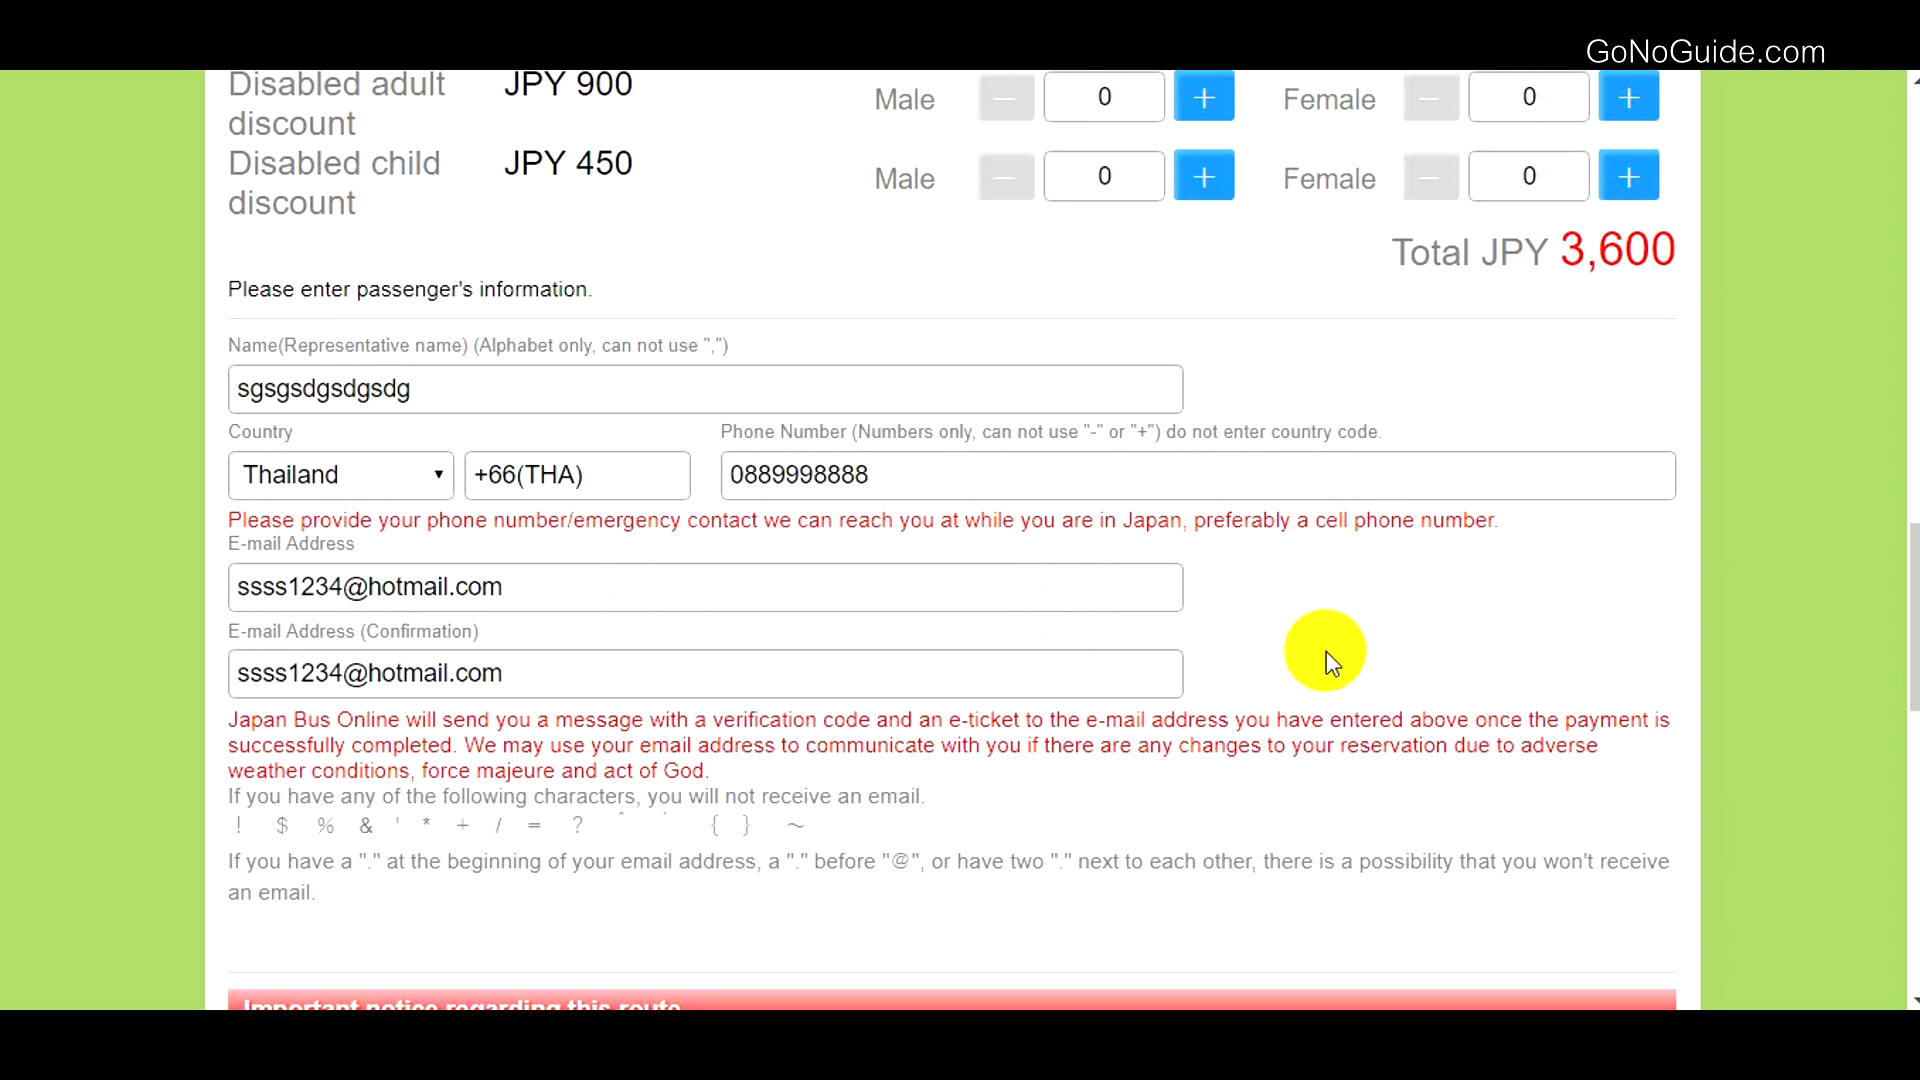 GoNoGuide.com
Disabled adult JPY 900
discount
Male − 0 + Female − 0 +
Disabled child JPY 450
discount
Male − 0 + Female − 0 +
Total JPY 3,600
Please enter passenger's information.
Name(Representative name) (Alphabet only, can not use ",")
sgsgsdgsdgsdg
Country Phone Number (Numbers only, can not use "-" or "+") do not enter country code.
Thailand +66(THA) 0889998888
Please provide your phone number/emergency contact we can reach you at while you are in Japan, preferably a cell phone number.
E-mail Address
ssss1234@hotmail.com
E-mail Address (Confirmation)
ssss1234@hotmail.com
Japan Bus Online will send you a message with a verification code and an e-ticket to the e-mail address you have entered above once the payment is
successfully completed. We may use your email address to communicate with you if there are any changes to your reservation due to adverse
weather conditions, force majeure and act of God.
If you have any of the following characters, you will not receive an email.
! $ % & ' * + / = ? ^ ` { } ~
If you have a "." at the beginning of your email address, a "." before "@", or have two "." next to each other, there is a possibility that you won't receive
an email.
Important notice regarding this route